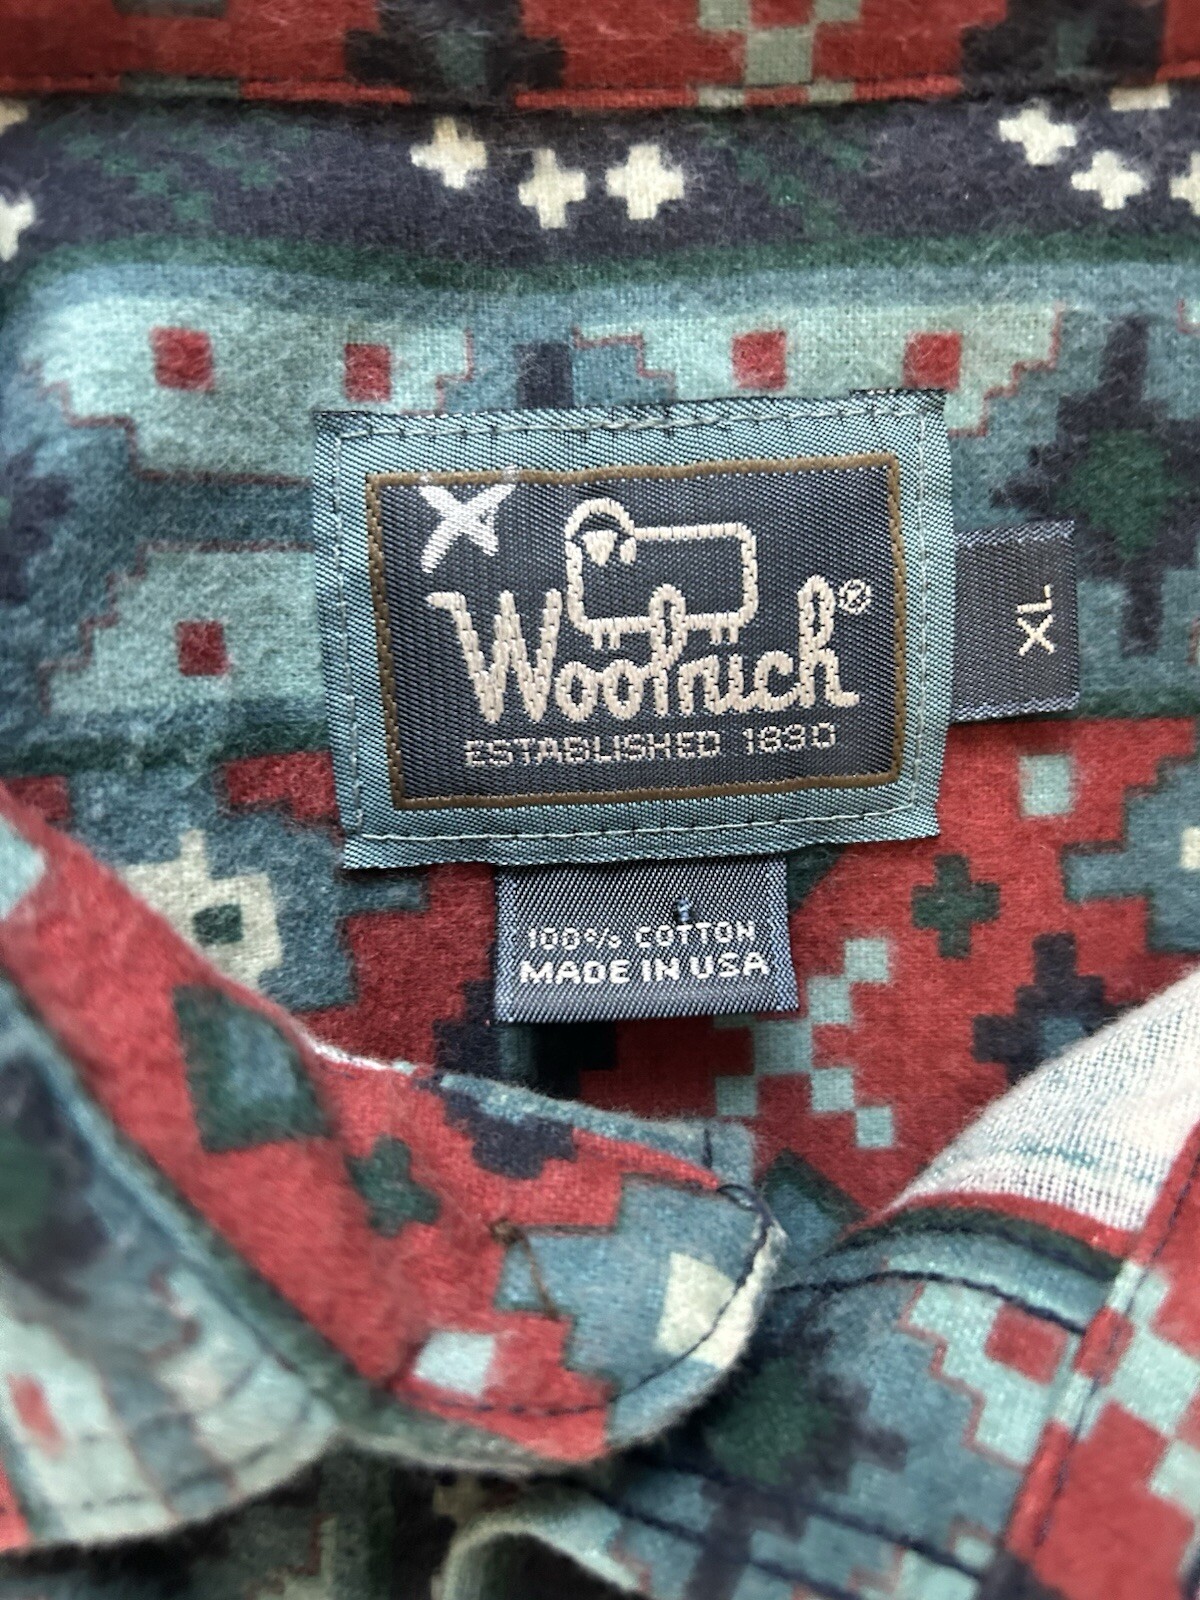 Woolrich®
ESTABLISHED 1830
XL
100% COTTON
MADE IN USA